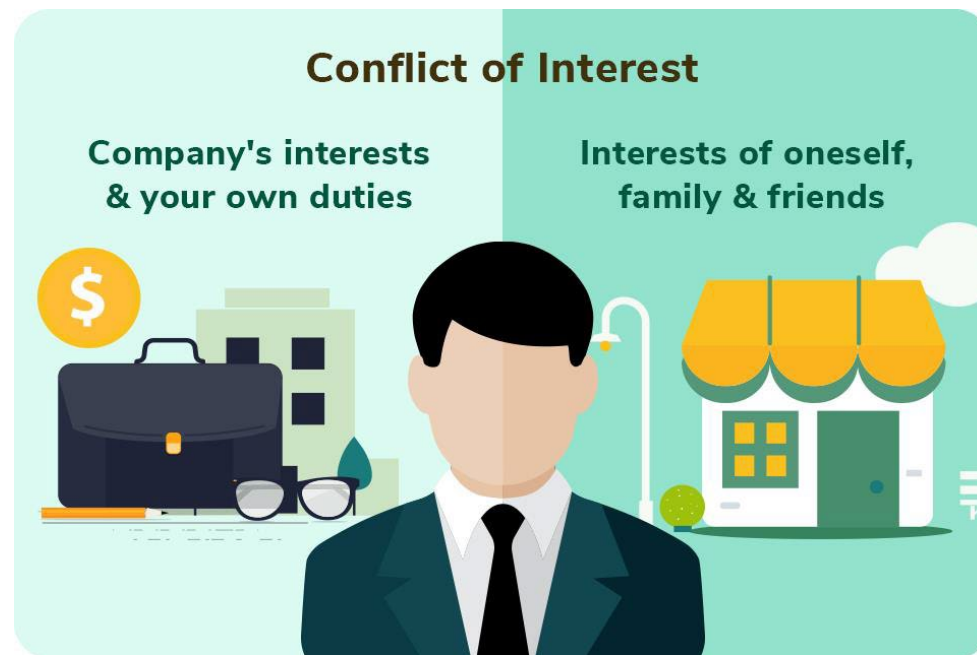 Conflict of Interest
Company's interests
& your own duties
Interests of oneself,
family & friends
$